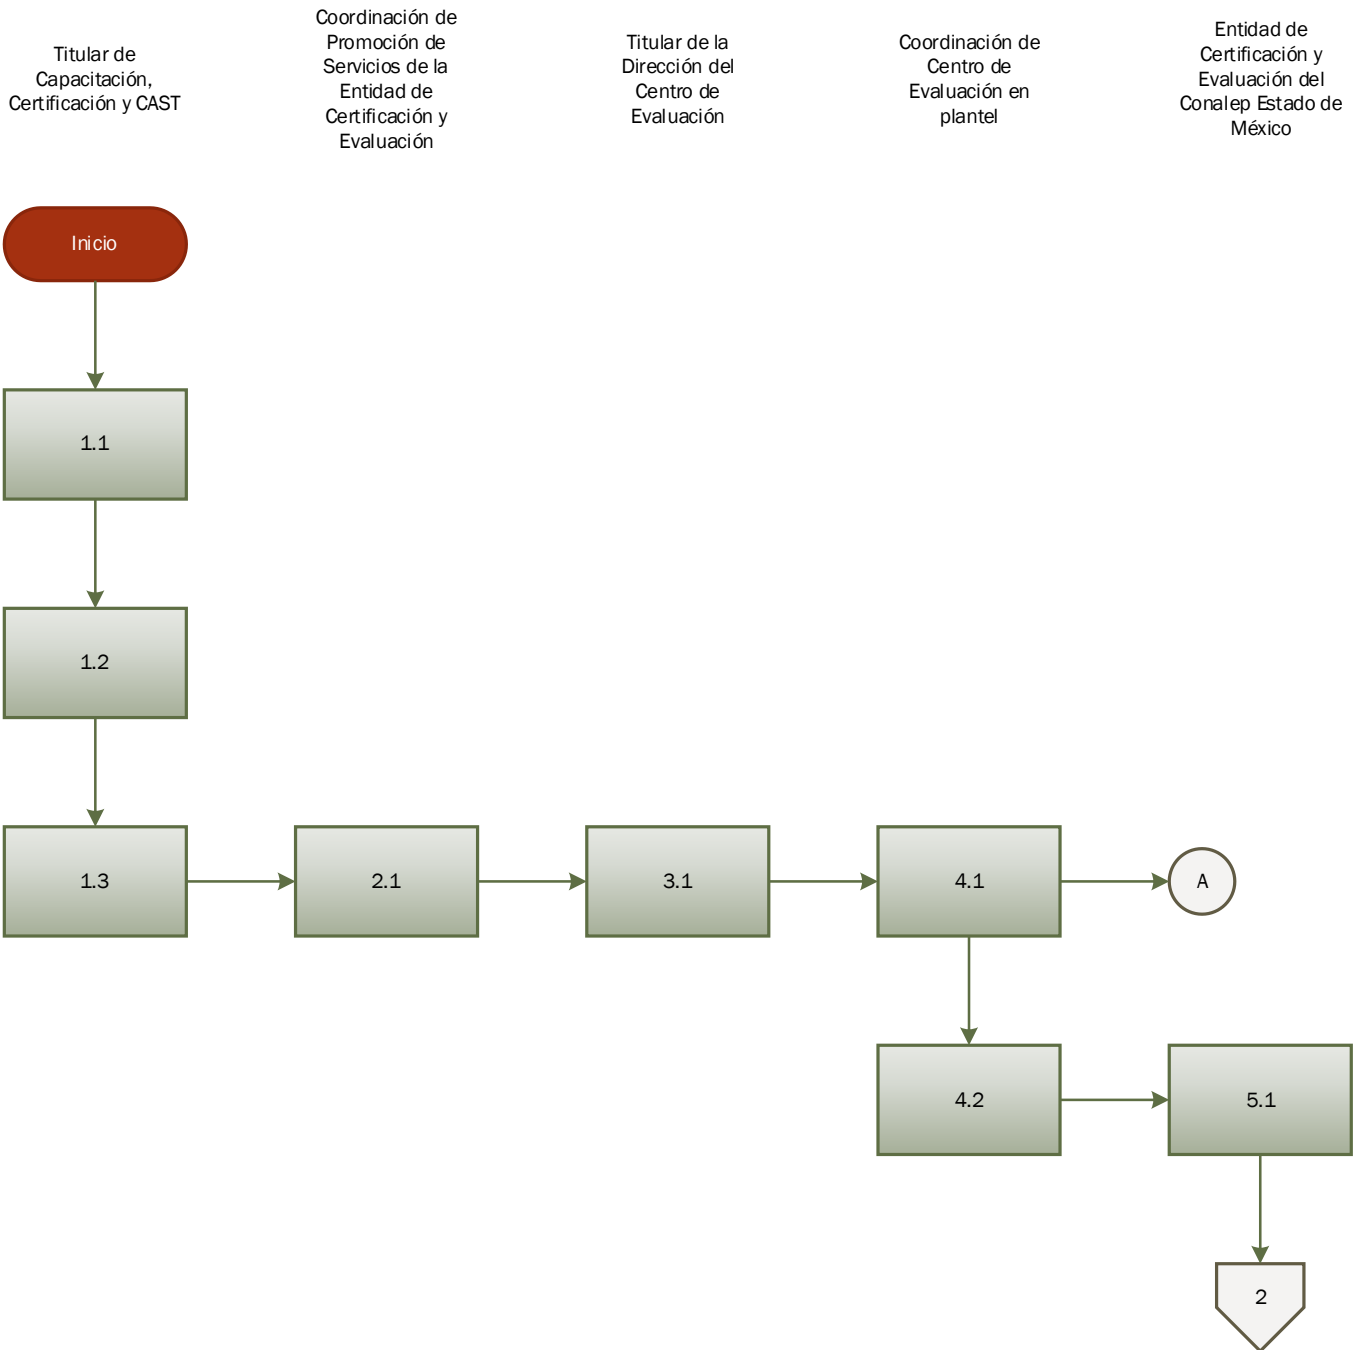 Titular de
Capacitación,
Certificación y CAST
Coordinación de
Promoción de
Servicios de la
Entidad de
Certificación y
Evaluación
Titular de la
Dirección del
Centro de
Evaluación
Coordinación de
Centro de
Evaluación en
plantel
Entidad de
Certificación y
Evaluación del
Conalep Estado de
México
Inicio
1.1
1.2
1.3
2.1
3.1
4.1
A
4.2
5.1
2